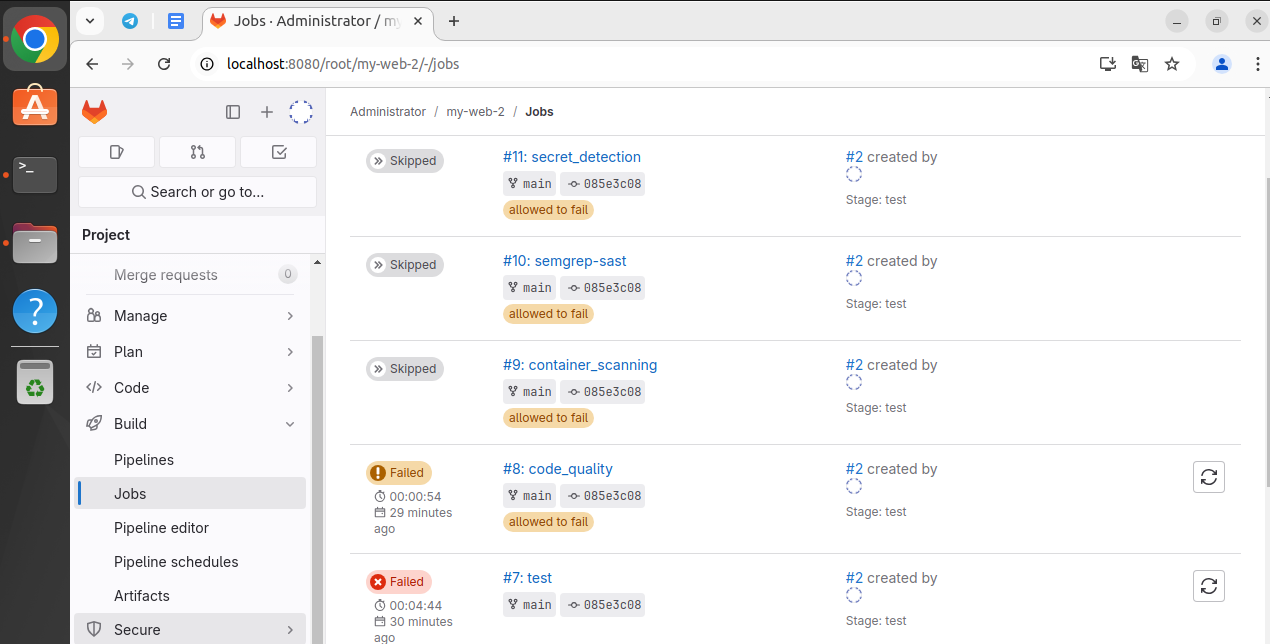 Jobs · Administrator / my
localhost:8080/root/my-web-2/-/jobs
Search or go to...
Project
Merge requests 0
Manage
Plan
Code
Build
Pipelines
Jobs
Pipeline editor
Pipeline schedules
Artifacts
Secure
Administrator / my-web-2 / Jobs
Skipped
#11: secret_detection
main 085e3c08
allowed to fail
#2 created by
Stage: test
Skipped
#10: semgrep-sast
main 085e3c08
allowed to fail
#2 created by
Stage: test
Skipped
#9: container_scanning
main 085e3c08
allowed to fail
#2 created by
Stage: test
Failed
00:00:54
29 minutes
ago
#8: code_quality
main 085e3c08
allowed to fail
#2 created by
Stage: test
Failed
00:04:44
30 minutes
ago
#7: test
main 085e3c08
#2 created by
Stage: test